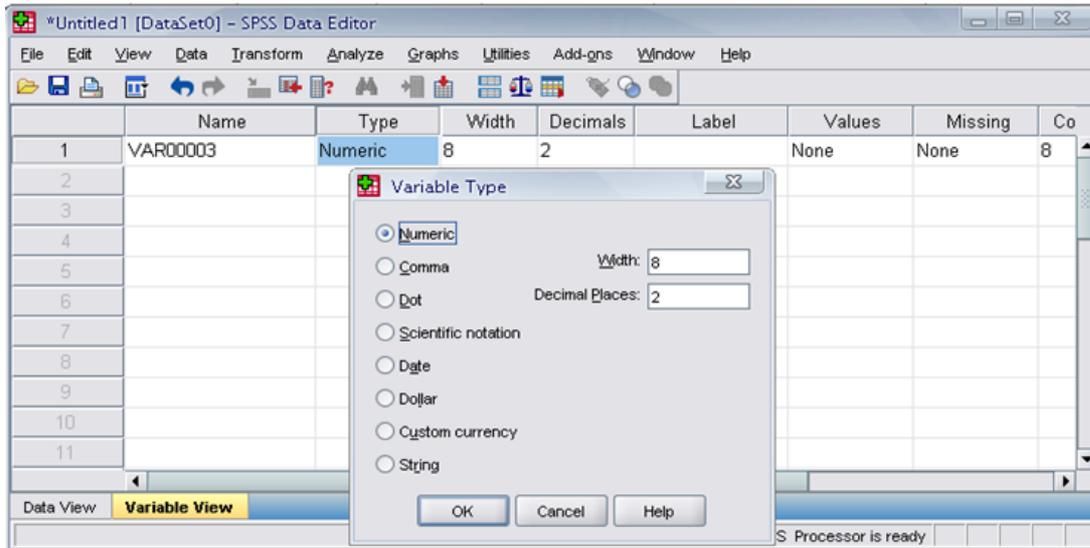 *Untitled1 [DataSet0] - SPSS Data Editor
File Edit View Data Transform Analyze Graphs Utilities Add-ons Window Help
Name Type Width Decimals Label Values Missing Co
1 VAR00003 Numeric 8 2 None None 8
2
3
4
5
6
7
8
9
10
11
Variable Type
Numeric
Comma
Dot
Scientific notation
Date
Dollar
Custom currency
String
Width: 8
Decimal Places: 2
OK Cancel Help
Data View Variable View
S Processor is ready